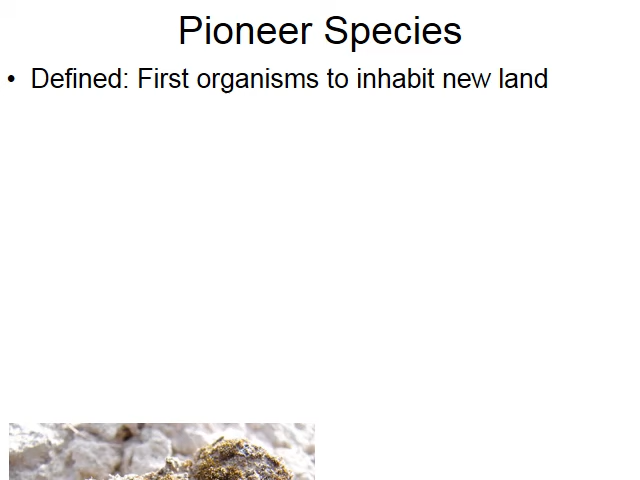 Pioneer Species
• Defined: First organisms to inhabit new land